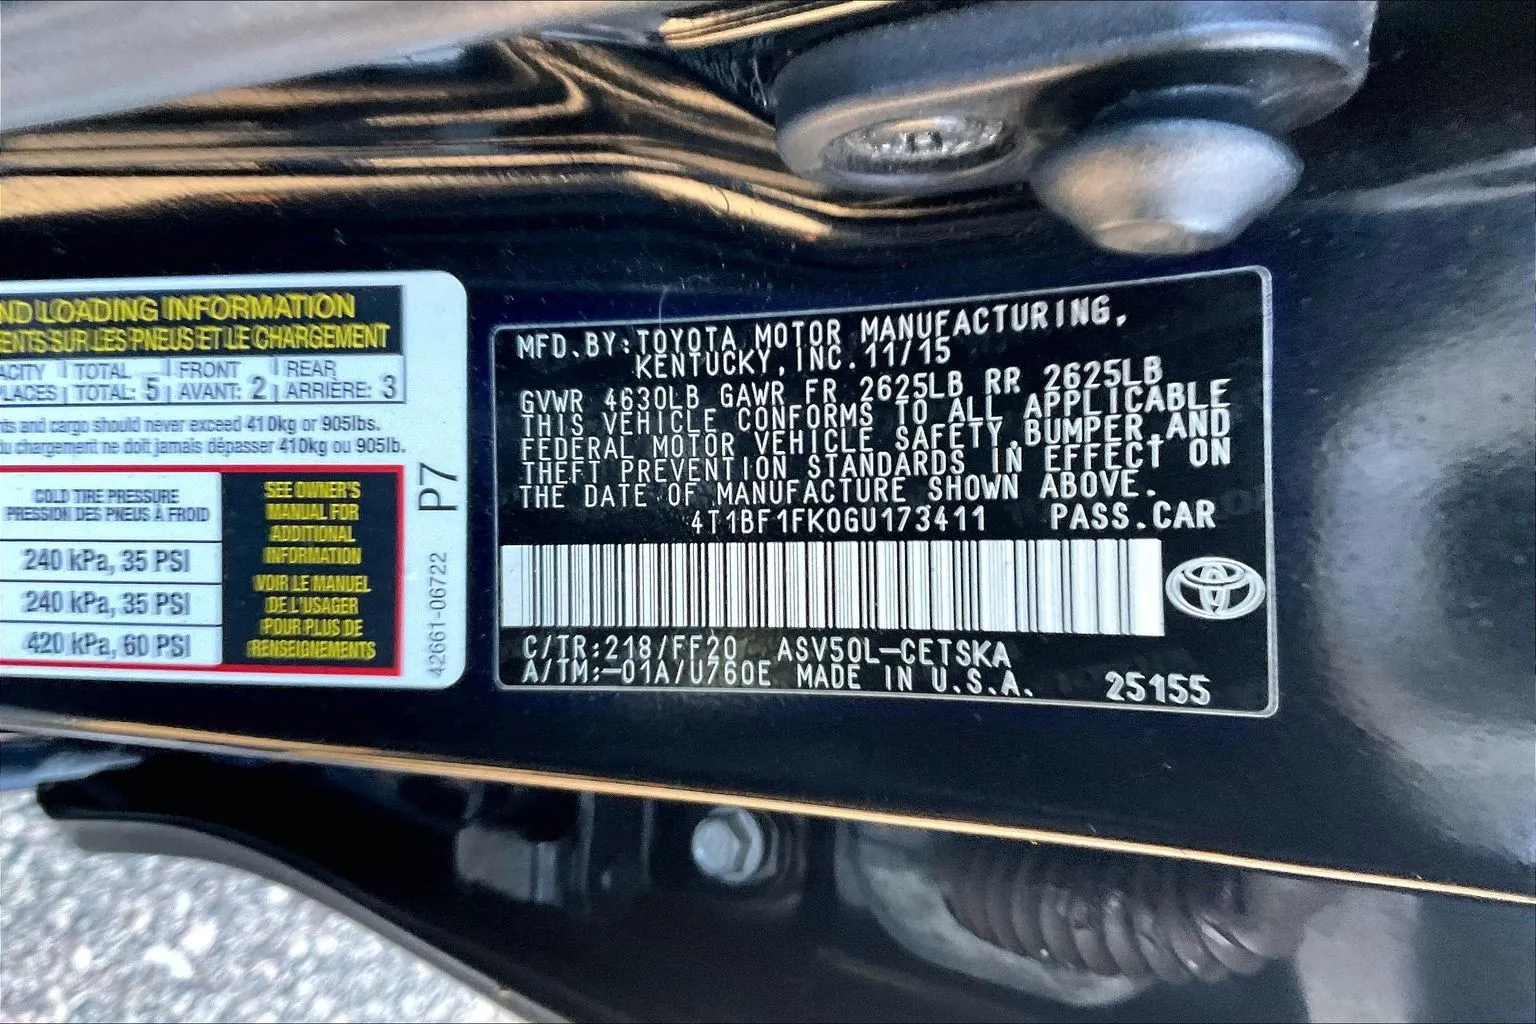 ND LOADING INFORMATION
ENTS SUR LES PNEUS ET LE CHARGEMENT
ACITY TOTAL FRONT REAR
LACES TOTAL: 5 AVANT: 2 ARRIÈRE: 3
ts and cargo should never exceed 410kg or 905lbs.
du chargement ne doit jamais dépasser 410kg ou 905lb.
COLD TIRE PRESSURE
PRESSION DES PNEUS À FROID
240 kPa, 35 PSI
240 kPa, 35 PSI
420 kPa, 60 PSI
SEE OWNER'S
MANUAL FOR
ADDITIONAL
INFORMATION
VOIR LE MANUEL
DE L'USAGER
POUR PLUS DE
RENSEIGNEMENTS
P7
42661-06722
MFD.BY:TOYOTA MOTOR MANUFACTURING,
KENTUCKY,INC.11/15
GVWR 4630LB GAWR FR 2625LB RR 2625LB
THIS VEHICLE CONFORMS TO ALL APPLICABLE
FEDERAL MOTOR VEHICLE SAFETY,BUMPER,AND
THEFT PREVENTION STANDARDS IN EFFECT ON
THE DATE OF MANUFACTURE SHOWN ABOVE.
4T1BF1FK0GU173411 PASS.CAR
C/TR:218/FF20 ASV50L-CETSKA
A/TM:-01A/U760E MADE IN U.S.A. 25155